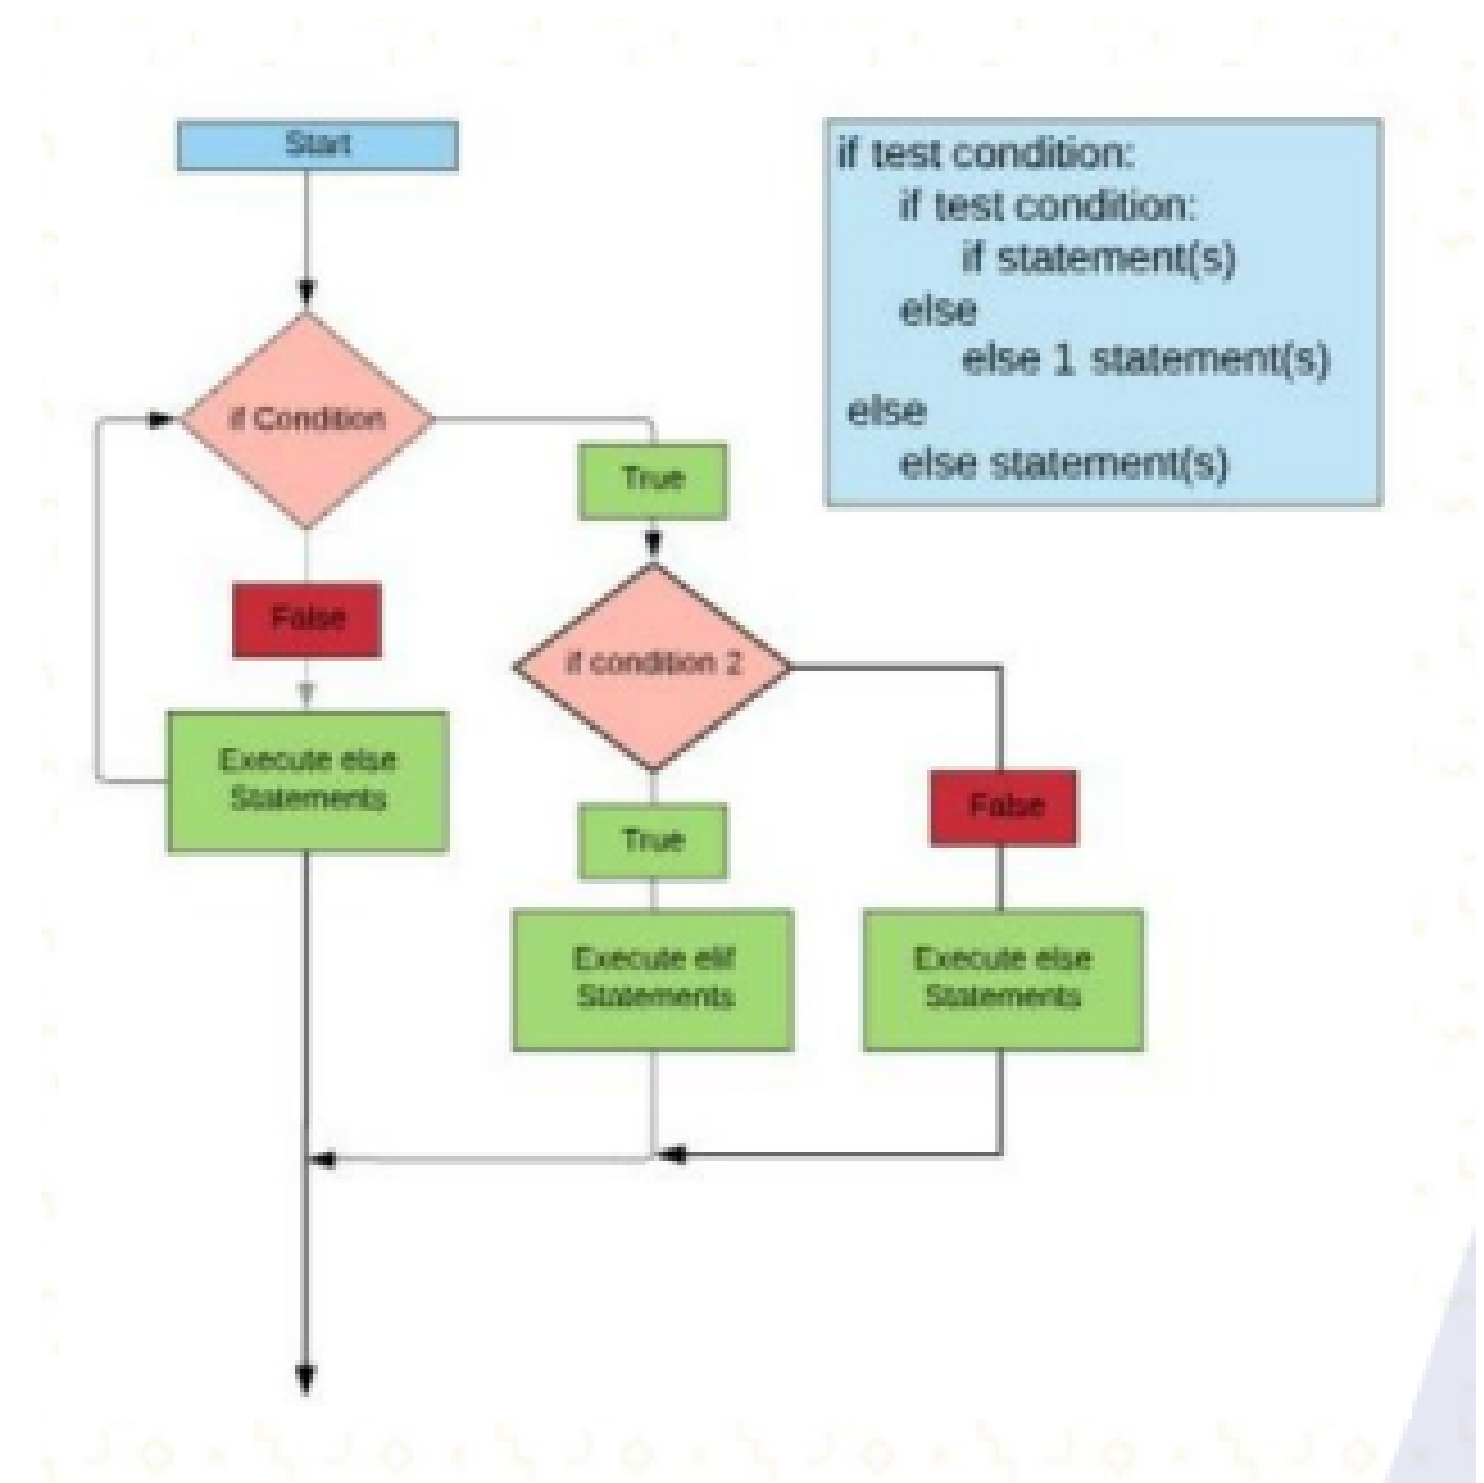 Start
if Condition
False
Execute else
Statements
True
if condition 2
True
Execute elif
Statements
False
Execute else
Statements
if test condition:
if test condition:
if statement(s)
else
else 1 statement(s)
else
else statement(s)